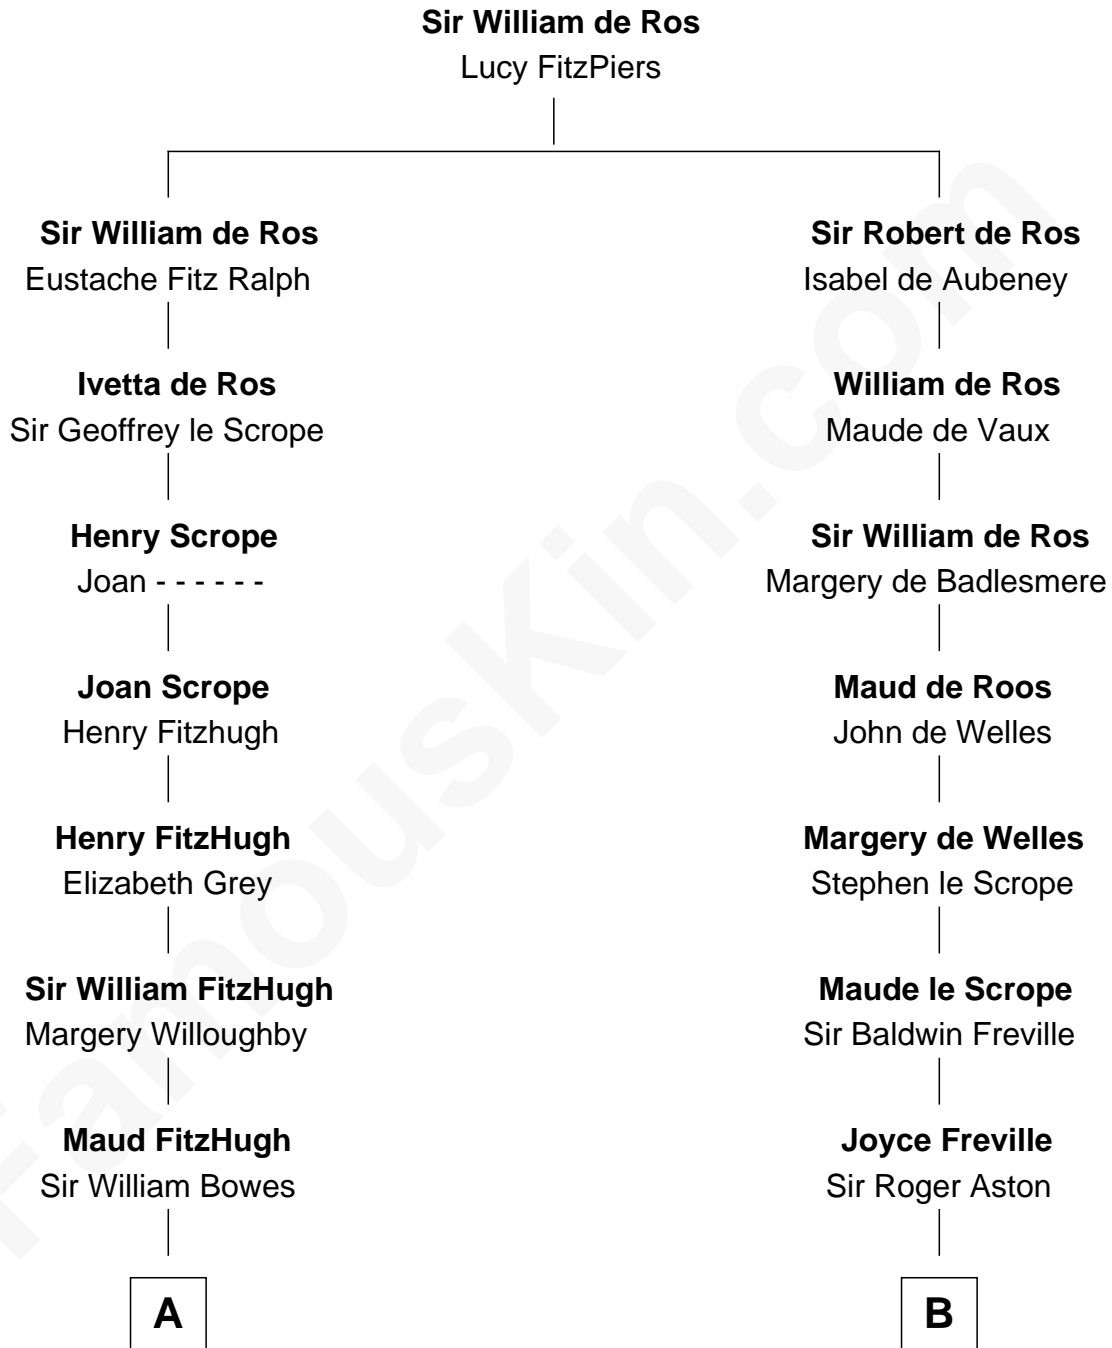 Sir William de Ros
Lucy FitzPiers
Sir William de Ros
Eustache Fitz Ralph
Sir Robert de Ros
Isabel de Aubeney
Ivetta de Ros
Sir Geoffrey le Scrope
William de Ros
Maude de Vaux
Henry Scrope
Joan - - - - - -
Sir William de Ros
Margery de Badlesmere
Joan Scrope
Henry Fitzhugh
Maud de Roos
John de Welles
Henry FitzHugh
Elizabeth Grey
Margery de Welles
Stephen le Scrope
Sir William FitzHugh
Margery Willoughby
Maude le Scrope
Sir Baldwin Freville
Maud FitzHugh
Sir William Bowes
Joyce Freville
Sir Roger Aston
A
B
FamousKin.com